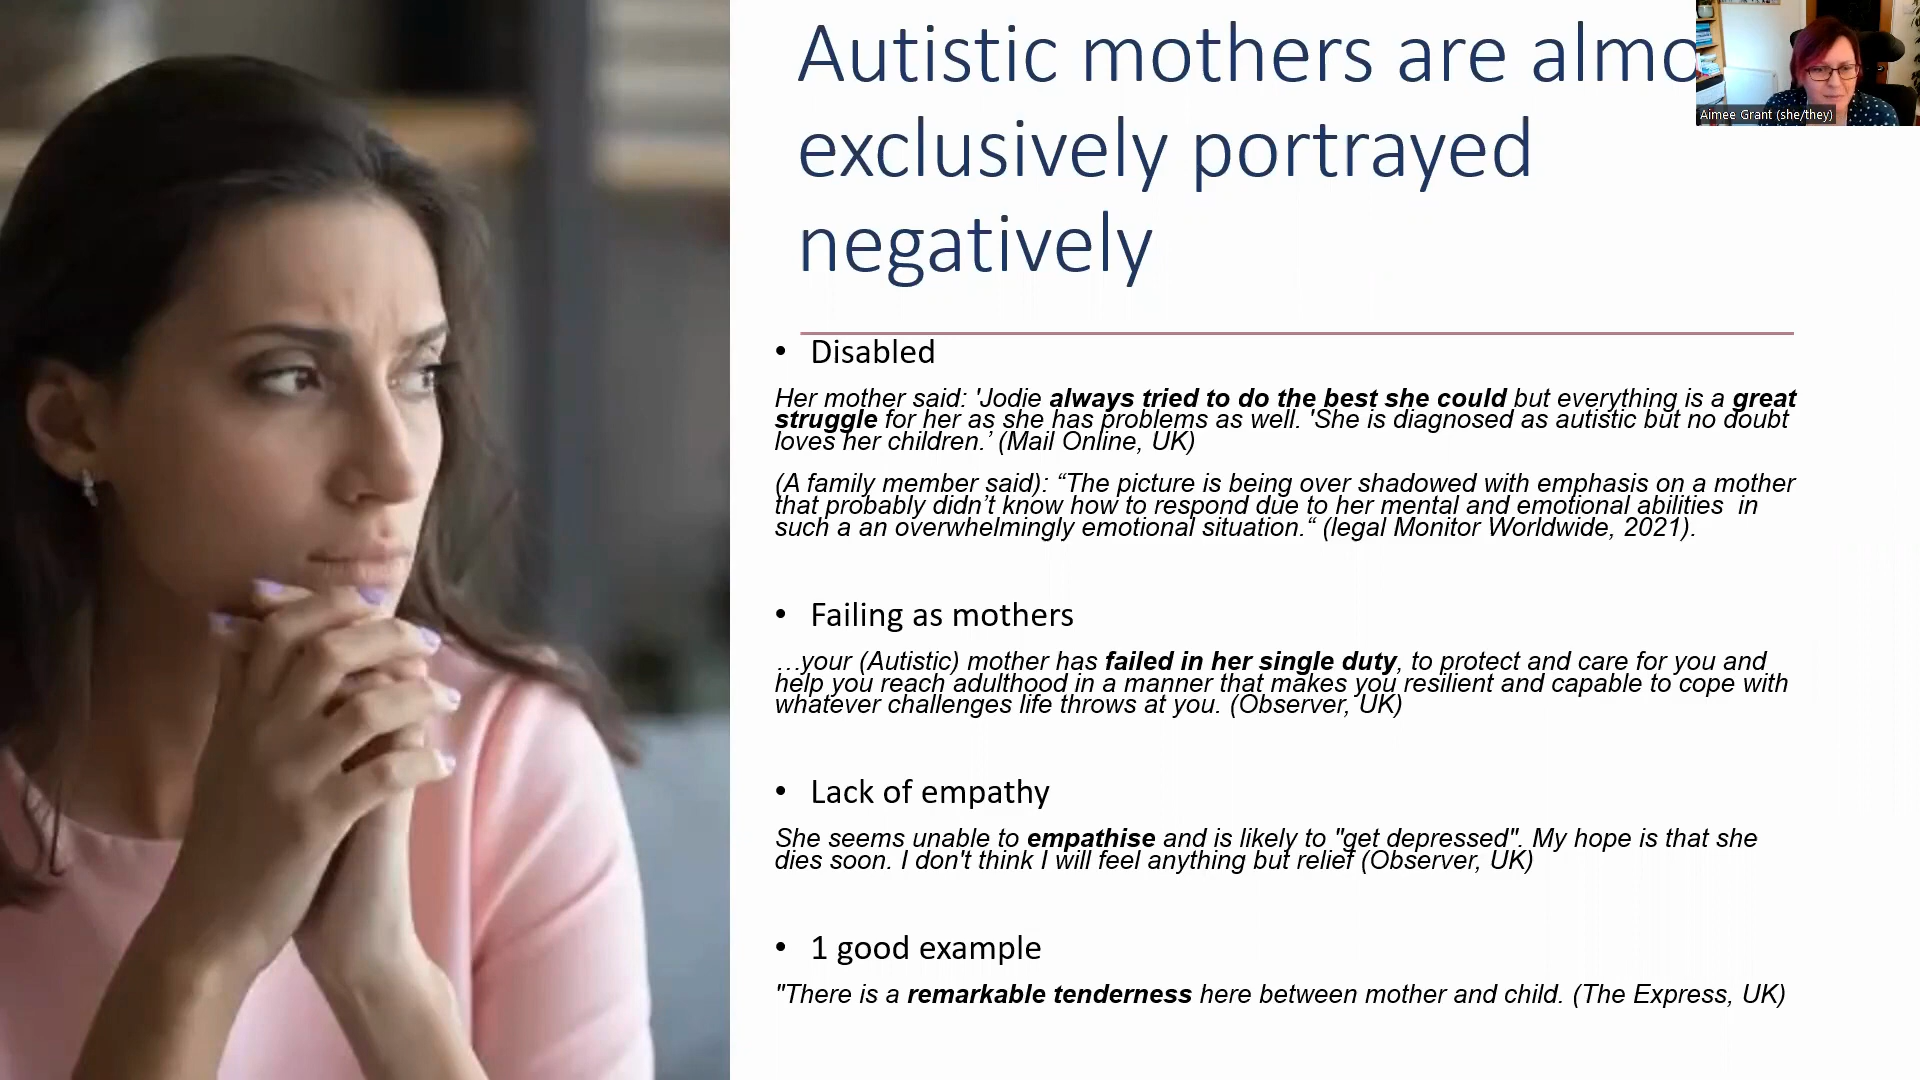 Autistic mothers are almo
exclusively portrayed
negatively
Aimee Grant (she/they)
• Disabled
Her mother said: 'Jodie always tried to do the best she could but everything is a great
struggle for her as she has problems as well. 'She is diagnosed as autistic but no doubt
loves her children.’ (Mail Online, UK)
(A family member said): “The picture is being over shadowed with emphasis on a mother
that probably didn’t know how to respond due to her mental and emotional abilities in
such a an overwhelmingly emotional situation.“ (legal Monitor Worldwide, 2021).
• Failing as mothers
…your (Autistic) mother has failed in her single duty, to protect and care for you and
help you reach adulthood in a manner that makes you resilient and capable to cope with
whatever challenges life throws at you. (Observer, UK)
• Lack of empathy
She seems unable to empathise and is likely to "get depressed". My hope is that she
dies soon. I don't think I will feel anything but relief (Observer, UK)
• 1 good example
"There is a remarkable tenderness here between mother and child. (The Express, UK)